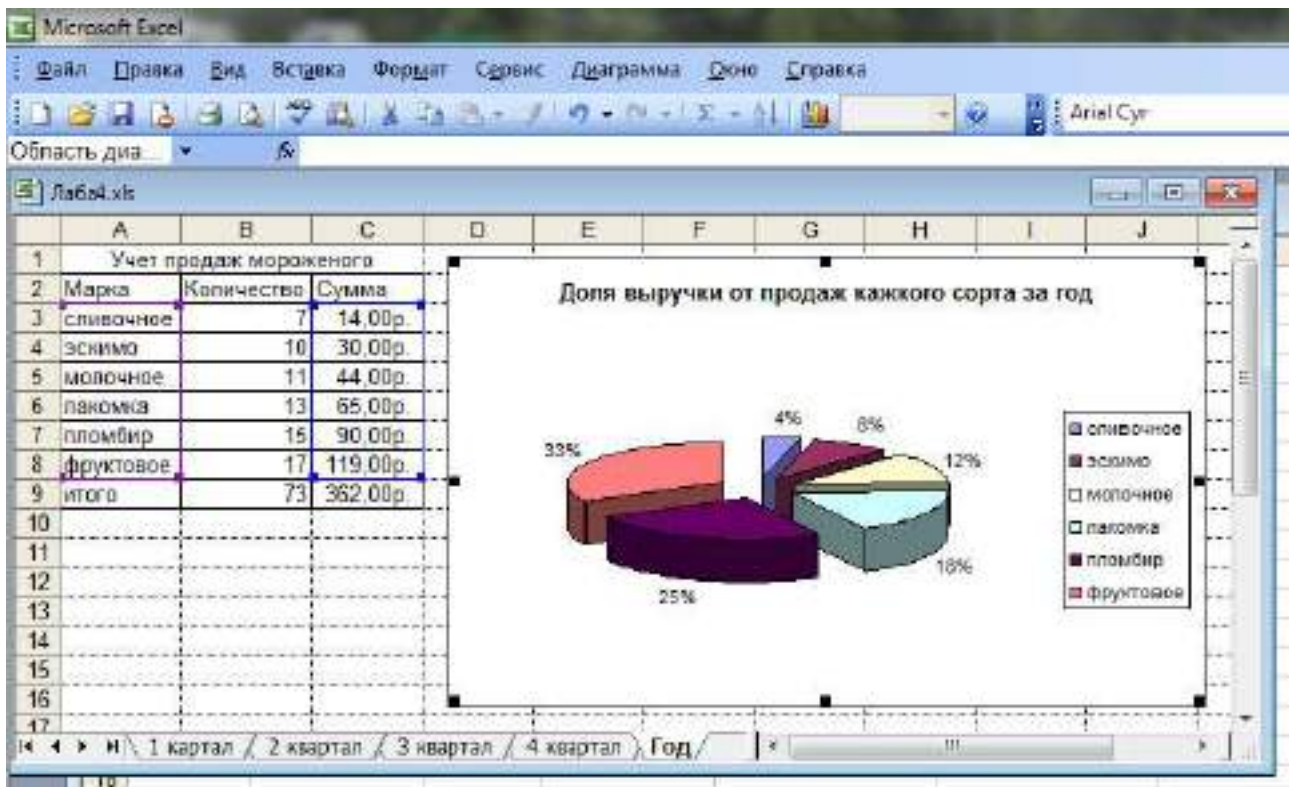 Microsoft Excel
Файл Правка Вид Вставка Формат Сервис Диаграмма Окно Справка
Arial Cyr
Область диа...
fx
Лаба4.xls
A B C D E F G H I J
1 Учет продаж мороженого
2 Марка Количество Сумма
3 сливочное 7 14,00р.
4 эскимо 10 30,00р.
5 молочное 11 44,00р.
6 лакомка 13 65,00р.
7 пломбир 15 90,00р.
8 фруктовое 17 119,00р.
9 итого 73 362,00р.
10
11
12
13
14
15
16
17
Доля выручки от продаж кажкого сорта за год
4%
8%
12%
18%
25%
33%
сливочное
эскимо
молочное
лакомка
пломбир
фруктовое
1 картал / 2 квартал / 3 квартал / 4 квартал \ Год /
18